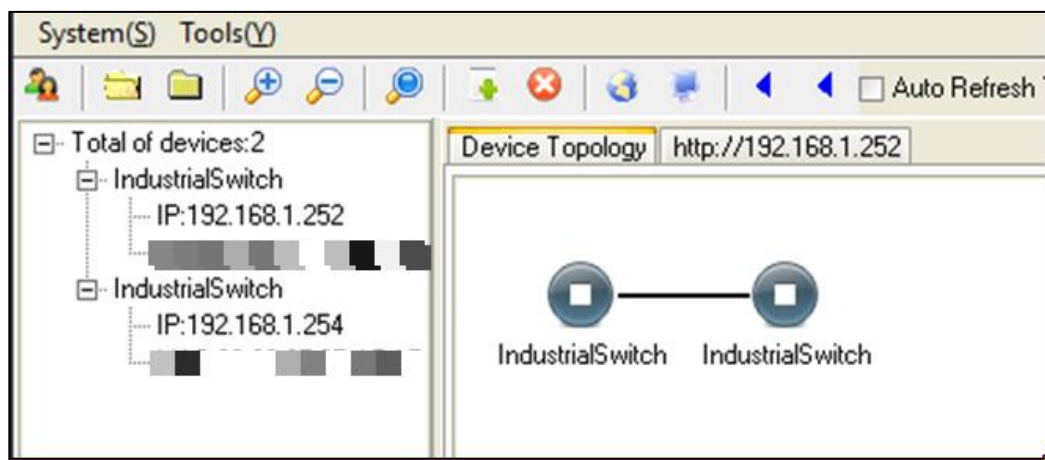 System(S) Tools(Y)
Auto Refresh
Total of devices:2
IndustrialSwitch
IP:192.168.1.252
IndustrialSwitch
IP:192.168.1.254
Device Topology http://192.168.1.252
IndustrialSwitch IndustrialSwitch